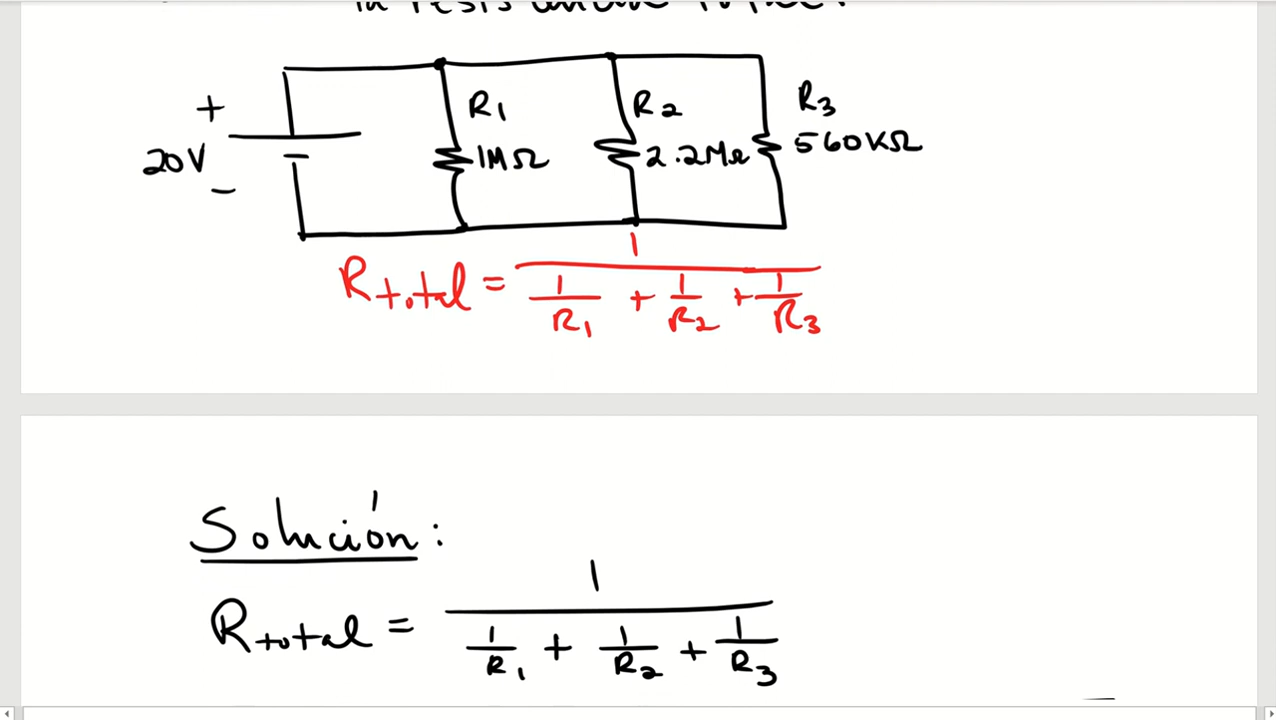 +
20V
−
R1
1MΩ
R2
2.2MΩ
R3
560KΩ
Rtotal = 1 / (1/R1 + 1/R2 + 1/R3)
Solución:
Rtotal = 1 / (1/R1 + 1/R2 + 1/R3)